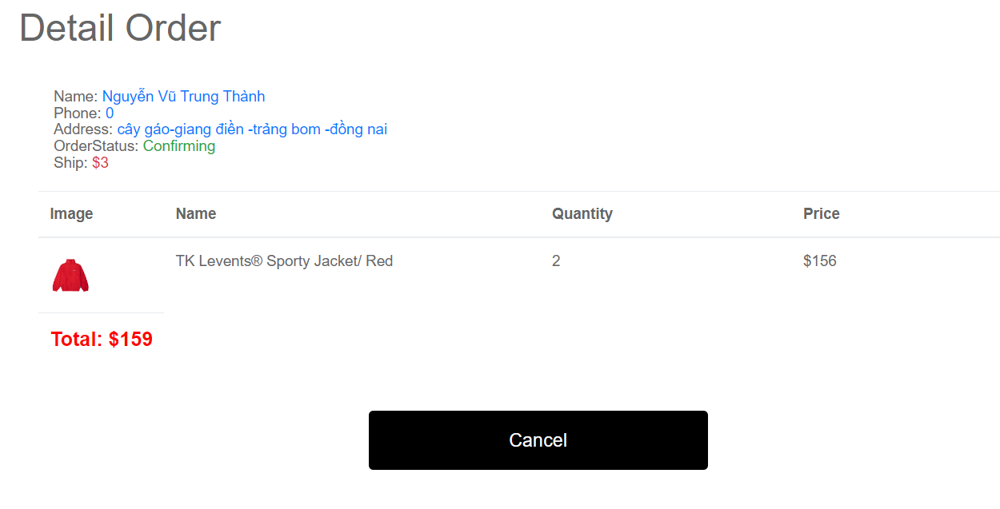 Detail Order
Name: Nguyễn Vũ Trung Thành
Phone: 0
Address: cây gáo-giang điền -trảng bom -đồng nai
OrderStatus: Confirming
Ship: $3
Image Name Quantity Price
TK Levents® Sporty Jacket/ Red 2 $156
Total: $159
Cancel